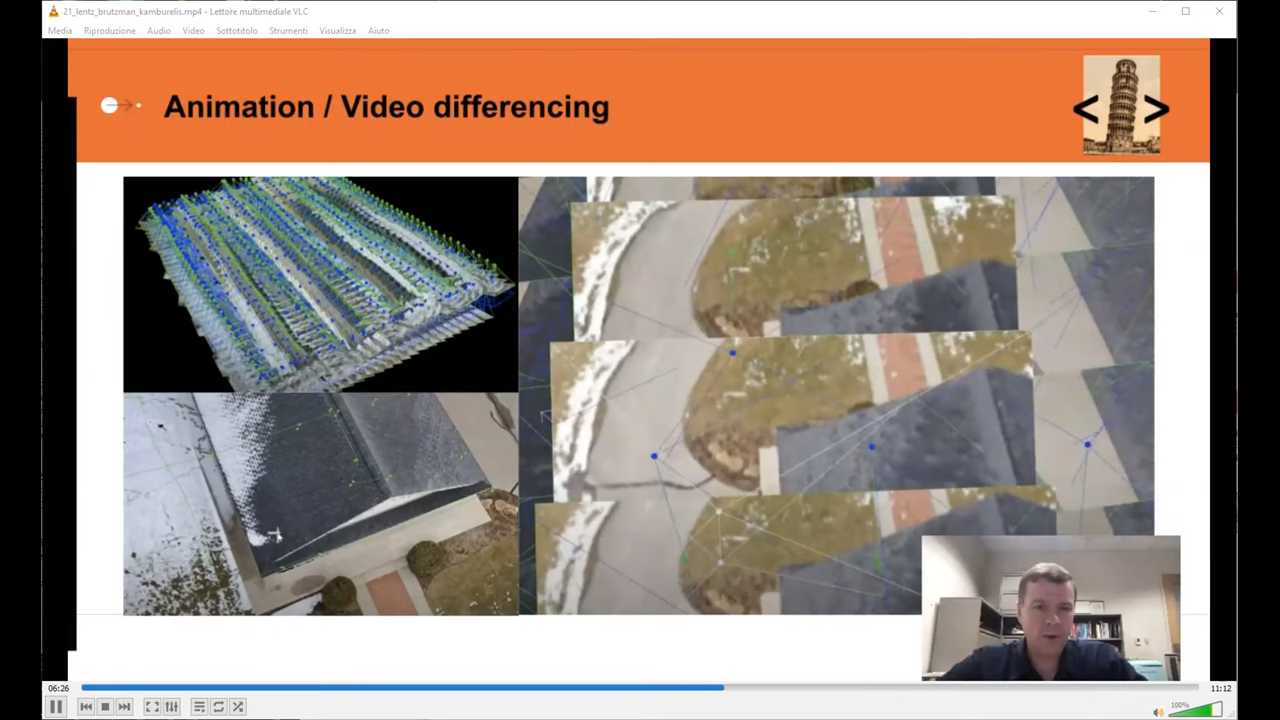 21_lentz_brutzman_kamburelis.mp4 - Lettore multimediale VLC
Media Riproduzione Audio Video Sottotitolo Strumenti Visualizza Aiuto
Animation / Video differencing
< >
06:26 11:12
100%